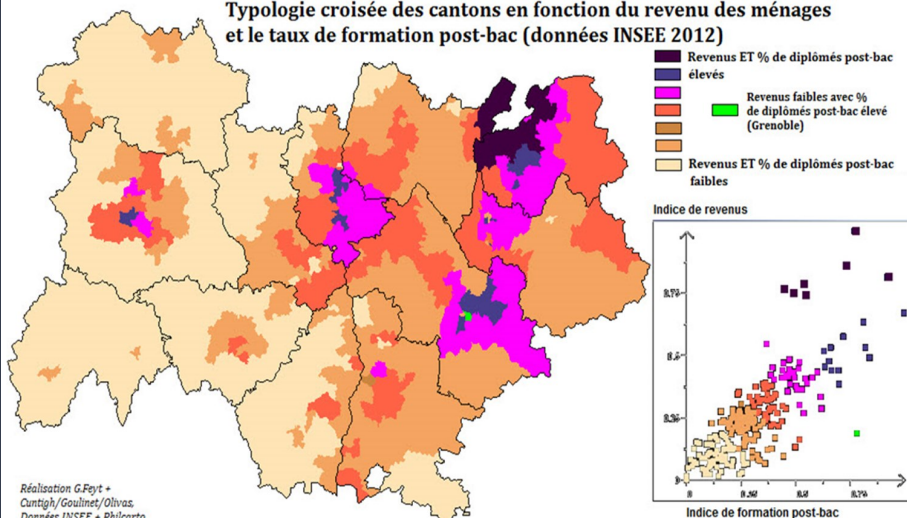 Typologie croisée des cantons en fonction du revenu des ménages
et le taux de formation post-bac (données INSEE 2012)
Revenus ET % de diplômés post-bac
élevés
Revenus faibles avec %
de diplômés post-bac élevé
(Grenoble)
Revenus ET % de diplômés post-bac
faibles
Indice de revenus
0
0
Indice de formation post-bac
Réalisation G.Feyt +
Cuntigh/Goulinet/Olivas,
Données INSEE + Philcarto